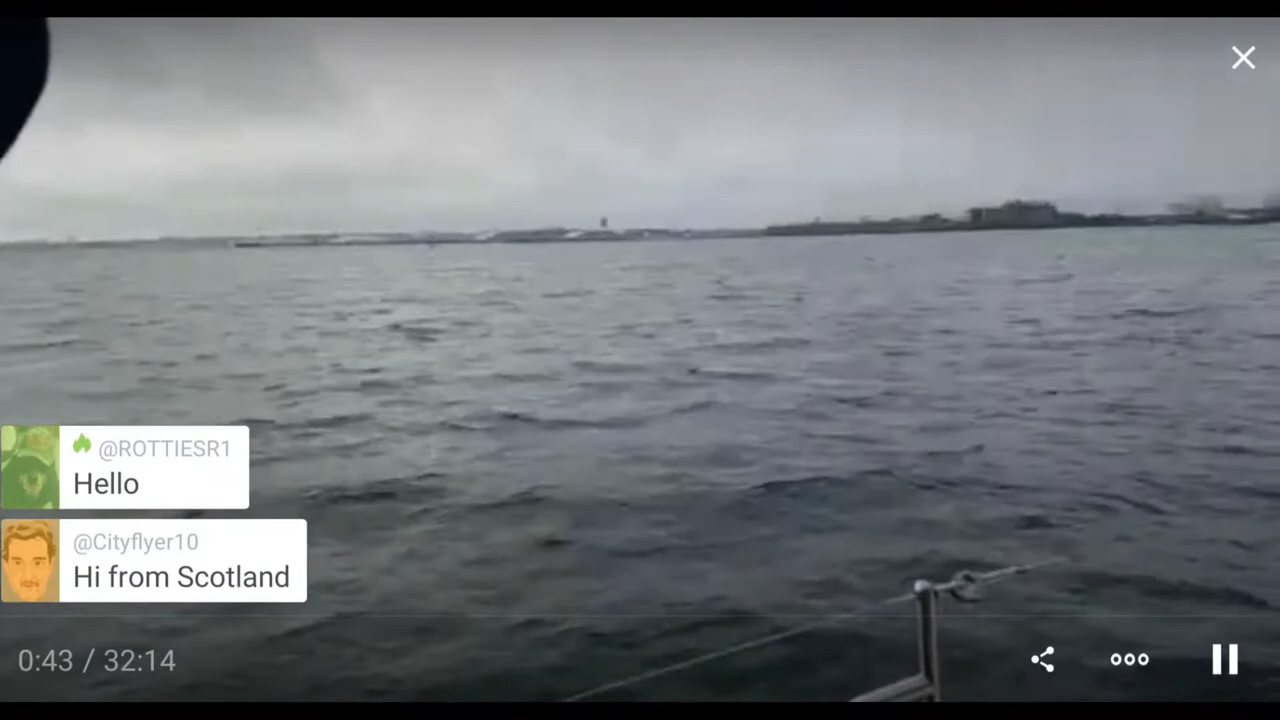 @ROTTIESR1
Hello
@Cityflyer10
Hi from Scotland
0:43 / 32:14